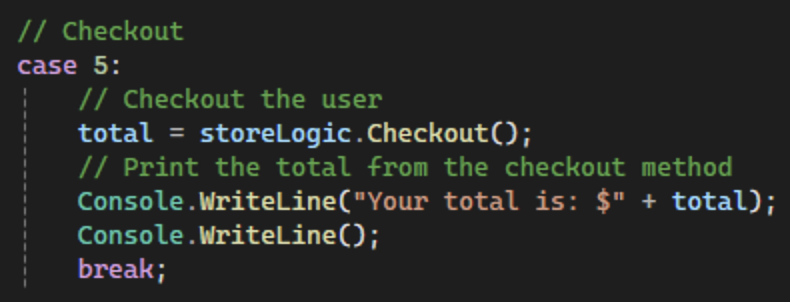 // Checkout
case 5:
// Checkout the user
total = storeLogic.Checkout();
// Print the total from the checkout method
Console.WriteLine("Your total is: $" + total);
Console.WriteLine();
break;